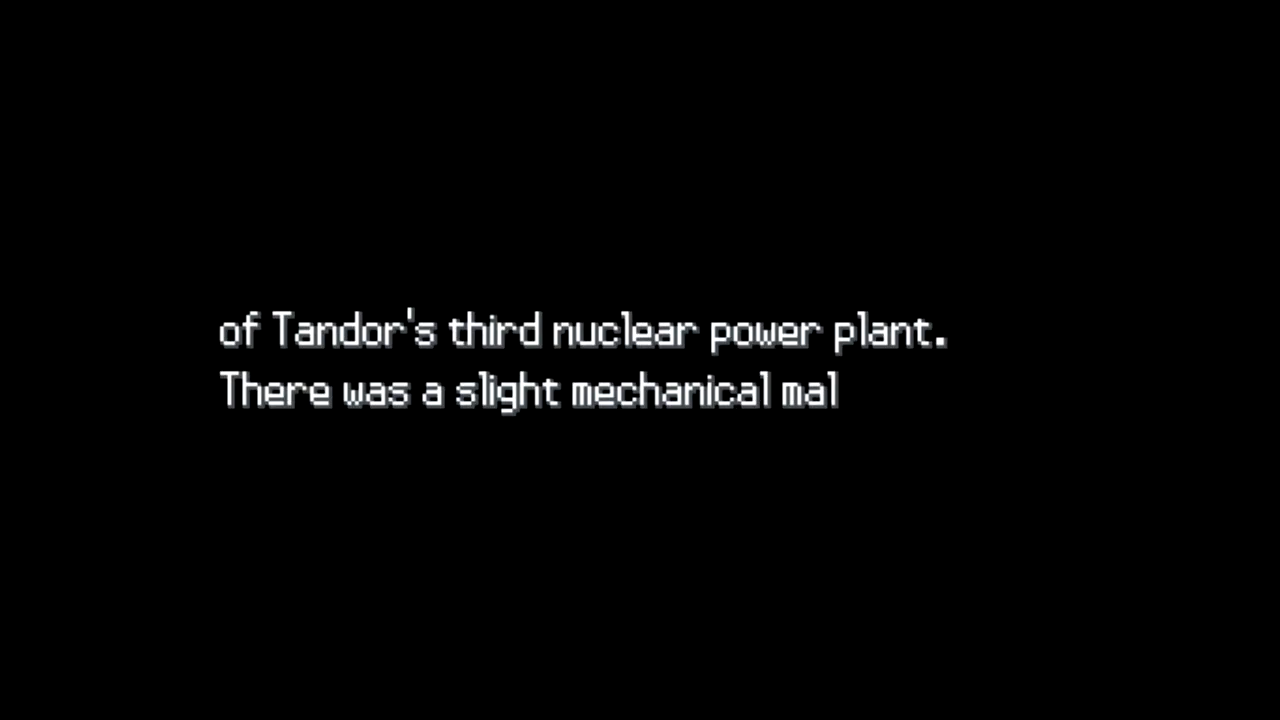 of Tandor's third nuclear power plant.
There was a slight mechanical mal